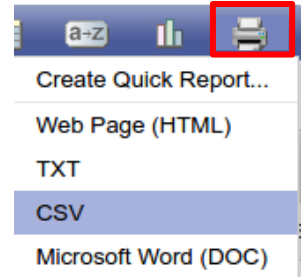 a÷z
Create Quick Report...
Web Page (HTML)
TXT
CSV
Microsoft Word (DOC)